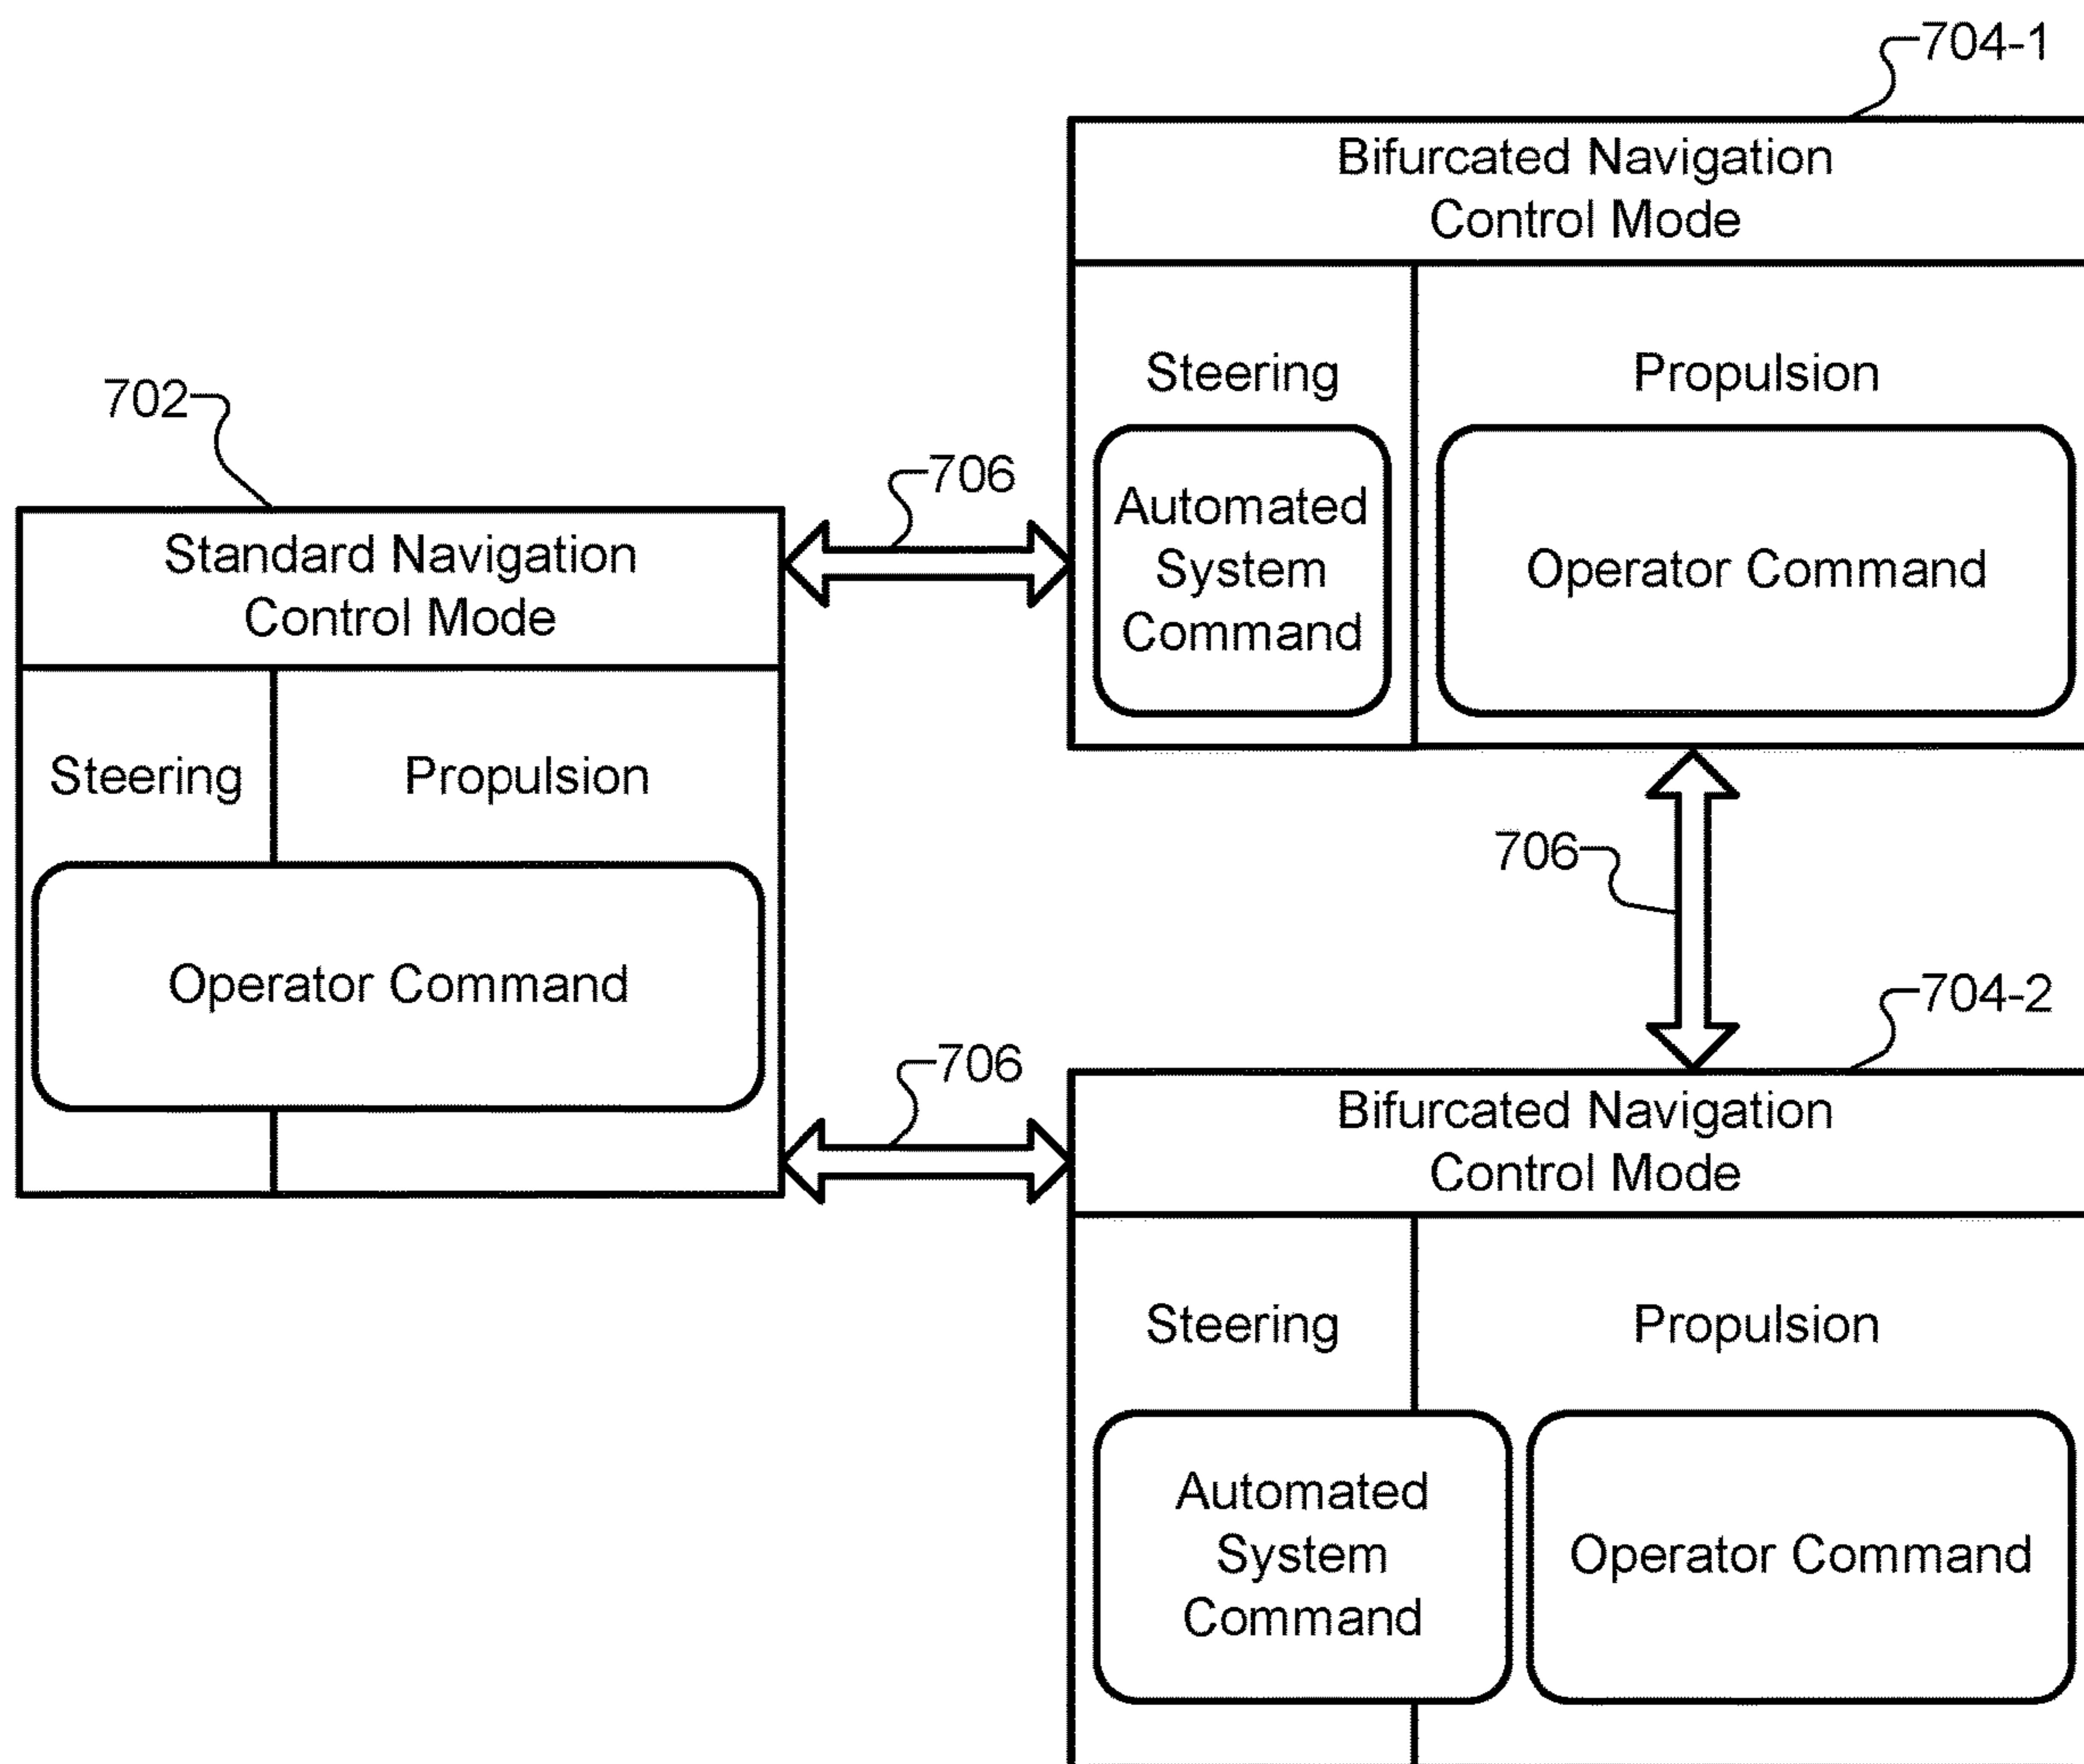 704-1
Bifurcated Navigation
Control Mode
Steering
Propulsion
Automated
System
Command
Operator Command
702
706
Standard Navigation
Control Mode
Steering
Propulsion
Operator Command
706
704-2
706
Bifurcated Navigation
Control Mode
Steering
Propulsion
Automated
System
Command
Operator Command